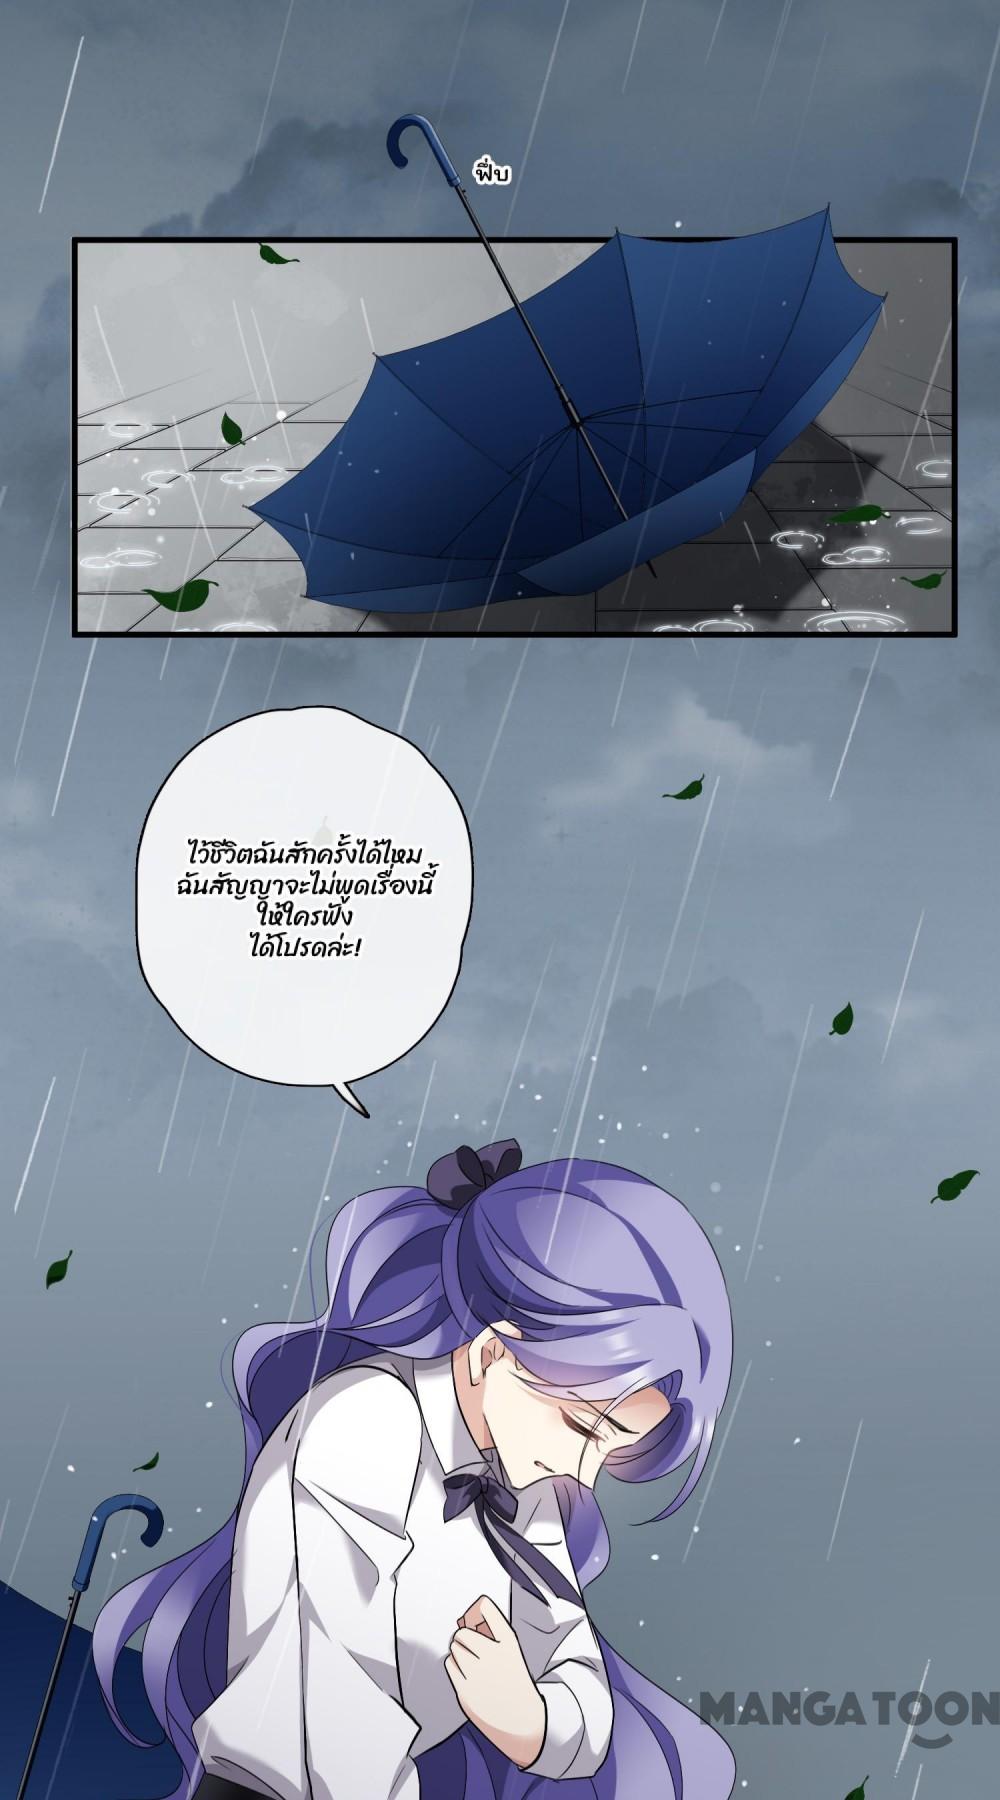 ฟึ่บ
ไว้ชีวิตฉันสักครั้งได้ไหม
ฉันสัญญาจะไม่พูดเรื่องนี้
ให้ใครฟัง
ได้โปรดล่ะ!
MANGATOON